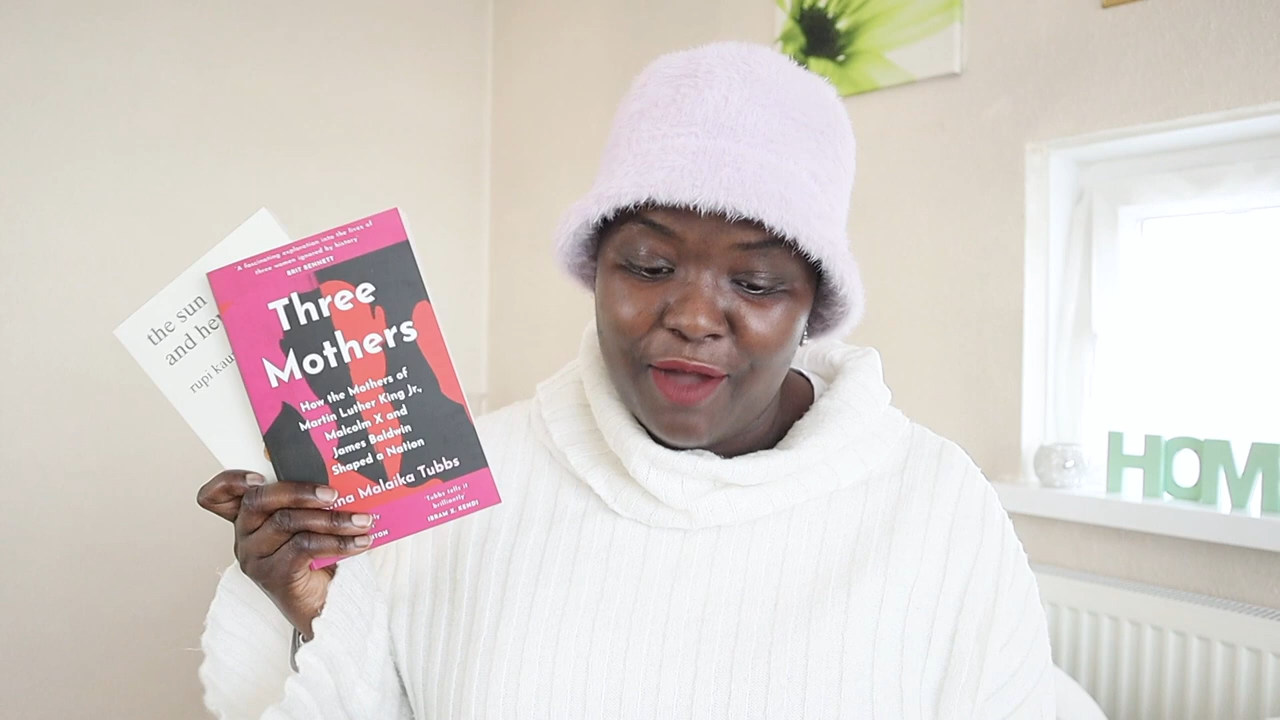 the sun
and he
rupi kau
'A fascinating exploration into the lives of
three women ignored by history'
BRIT BENNETT
Three
Mothers
How the Mothers of
Martin Luther King Jr.,
Malcolm X and
James Baldwin
Shaped a Nation
na Malaika Tubbs
'Tubbs tells it
brilliantly'
IBRAM X. KENDI
HOM